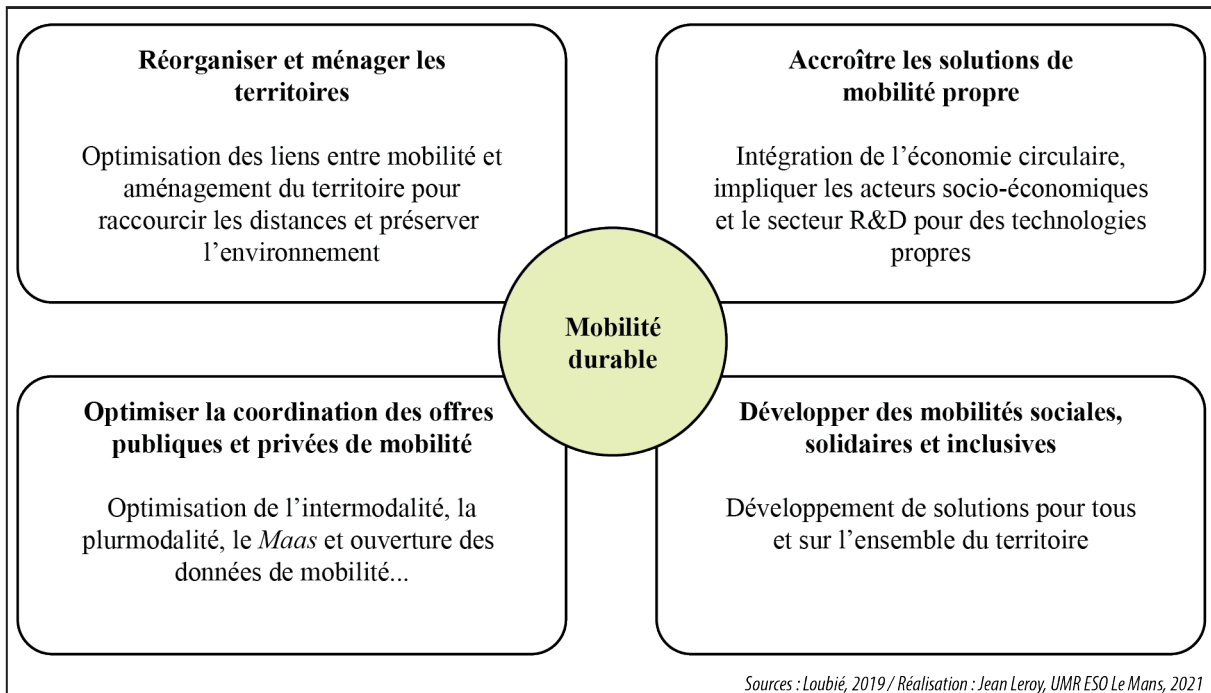 Réorganiser et ménager les
territoires
Optimisation des liens entre mobilité et
aménagement du territoire pour
raccourcir les distances et préserver
l’environnement
Accroître les solutions de
mobilité propre
Intégration de l’économie circulaire,
impliquer les acteurs socio-économiques
et le secteur R&D pour des technologies
propres
Mobilité
durable
Optimiser la coordination des offres
publiques et privées de mobilité
Optimisation de l’intermodalité, la
plurmodalité, le Maas et ouverture des
données de mobilité...
Développer des mobilités sociales,
solidaires et inclusives
Développement de solutions pour tous
et sur l’ensemble du territoire
Sources : Loubié, 2019 / Réalisation : Jean Leroy, UMR ESO Le Mans, 2021